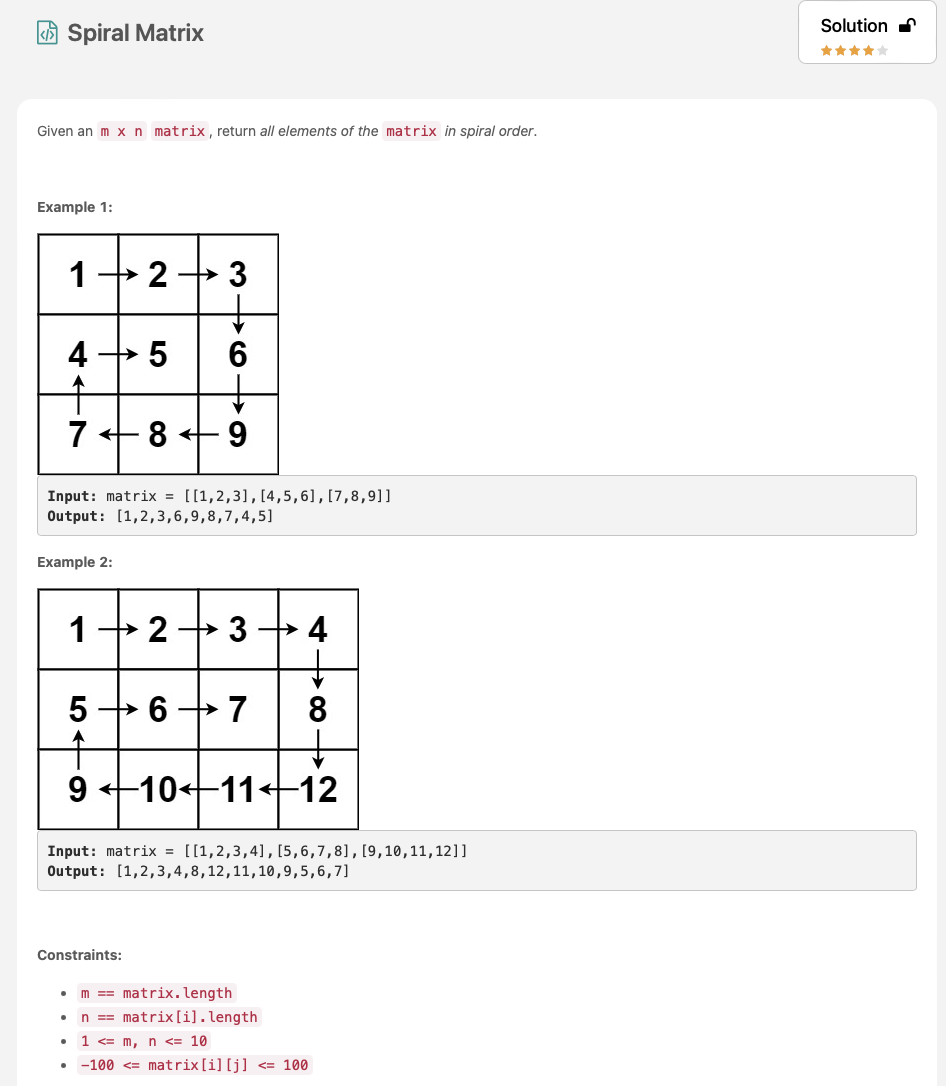 Spiral Matrix
Solution
Given an m x n matrix, return all elements of the matrix in spiral order.
Example 1:
1 2 3
4 5 6
7 8 9
Input: matrix = [[1,2,3],[4,5,6],[7,8,9]]
Output: [1,2,3,6,9,8,7,4,5]
Example 2:
1 2 3 4
5 6 7 8
9 10 11 12
Input: matrix = [[1,2,3,4],[5,6,7,8],[9,10,11,12]]
Output: [1,2,3,4,8,12,11,10,9,5,6,7]
Constraints:
m == matrix.length
n == matrix[i].length
1 <= m, n <= 10
-100 <= matrix[i][j] <= 100